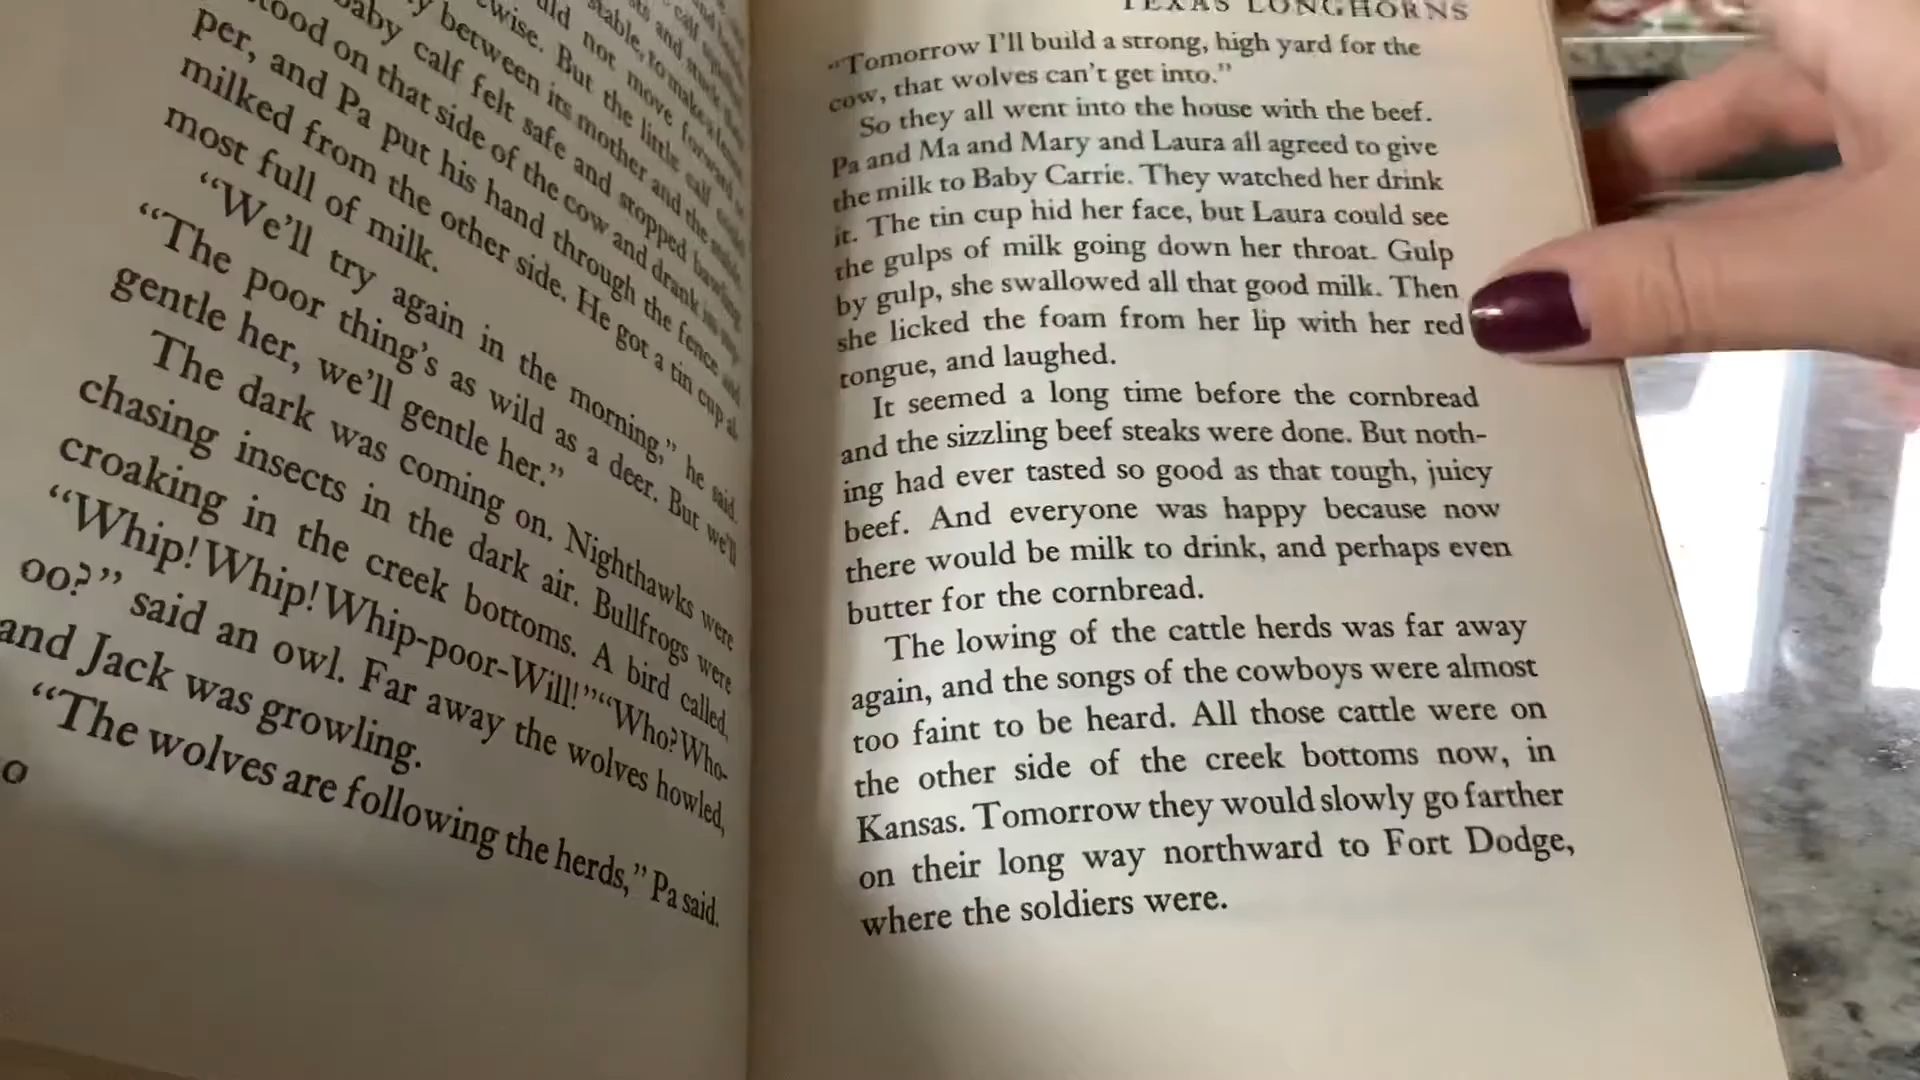 wise. But the little calf
baby calf felt safe and stopped bawling
stood on that side of the cow and drank its sup-
per, and Pa put his hand through the fence and
milked from the other side. He got a tin cup al-
most full of milk.
“We’ll try again in the morning,” he said.
“The poor thing’s as wild as a deer. But we’ll
gentle her, we’ll gentle her.”
The dark was coming on. Nighthawks were
chasing insects in the dark air. Bullfrogs were
croaking in the creek bottoms. A bird called,
“Whip! Whip! Whip-poor-Will!” “Who? Who-
oo?” said an owl. Far away the wolves howled,
and Jack was growling.
“The wolves are following the herds,” Pa said.
TEXAS LONGHORNS
“Tomorrow I’ll build a strong, high yard for the
cow, that wolves can’t get into.”
So they all went into the house with the beef.
Pa and Ma and Mary and Laura all agreed to give
the milk to Baby Carrie. They watched her drink
it. The tin cup hid her face, but Laura could see
the gulps of milk going down her throat. Gulp
by gulp, she swallowed all that good milk. Then
she licked the foam from her lip with her red
tongue, and laughed.
It seemed a long time before the cornbread
and the sizzling beef steaks were done. But noth-
ing had ever tasted so good as that tough, juicy
beef. And everyone was happy because now
there would be milk to drink, and perhaps even
butter for the cornbread.
The lowing of the cattle herds was far away
again, and the songs of the cowboys were almost
too faint to be heard. All those cattle were on
the other side of the creek bottoms now, in
Kansas. Tomorrow they would slowly go farther
on their long way northward to Fort Dodge,
where the soldiers were.